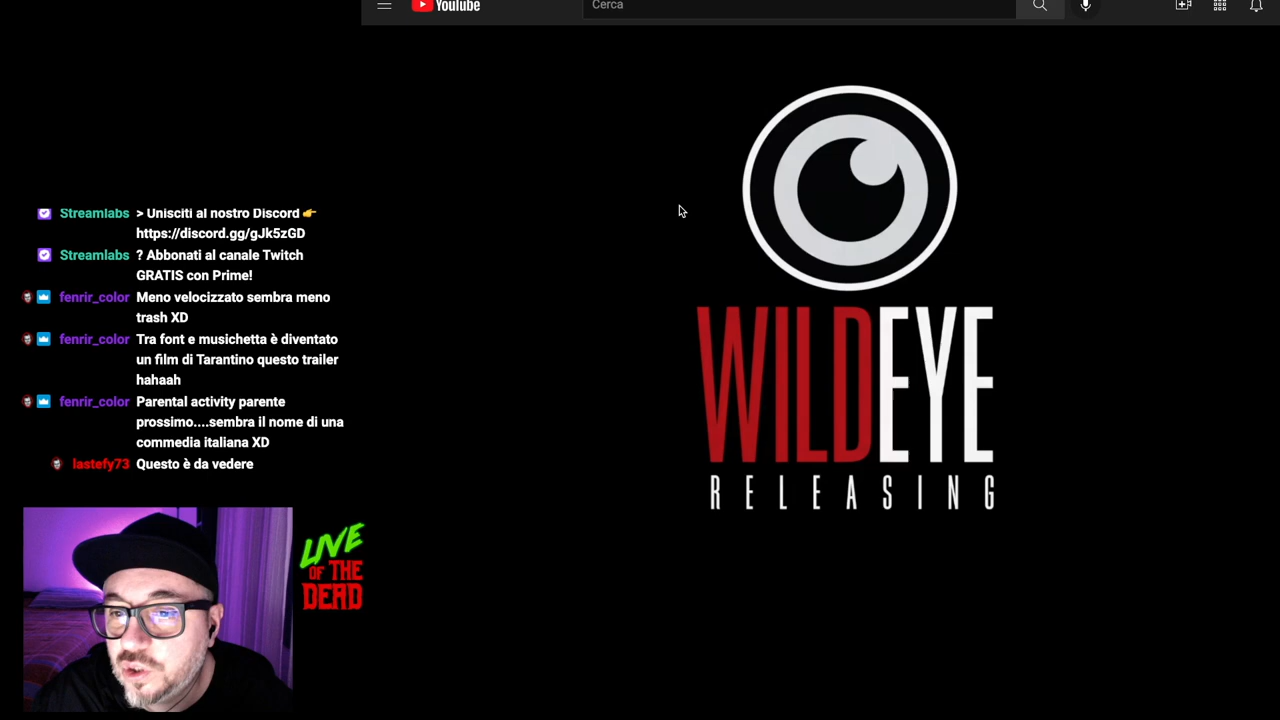 YouTube
Cerca
Streamlabs > Unisciti al nostro Discord 👉
https://discord.gg/gJk5zGD
Streamlabs ? Abbonati al canale Twitch
GRATIS con Prime!
fenrir_color Meno velocizzato sembra meno
trash XD
fenrir_color Tra font e musichetta è diventato
un film di Tarantino questo trailer
hahaah
fenrir_color Parental activity parente
prossimo....sembra il nome di una
commedia italiana XD
lastefy73 Questo è da vedere
WILDEYE
RELEASING
LIVE
OF THE
DEAD